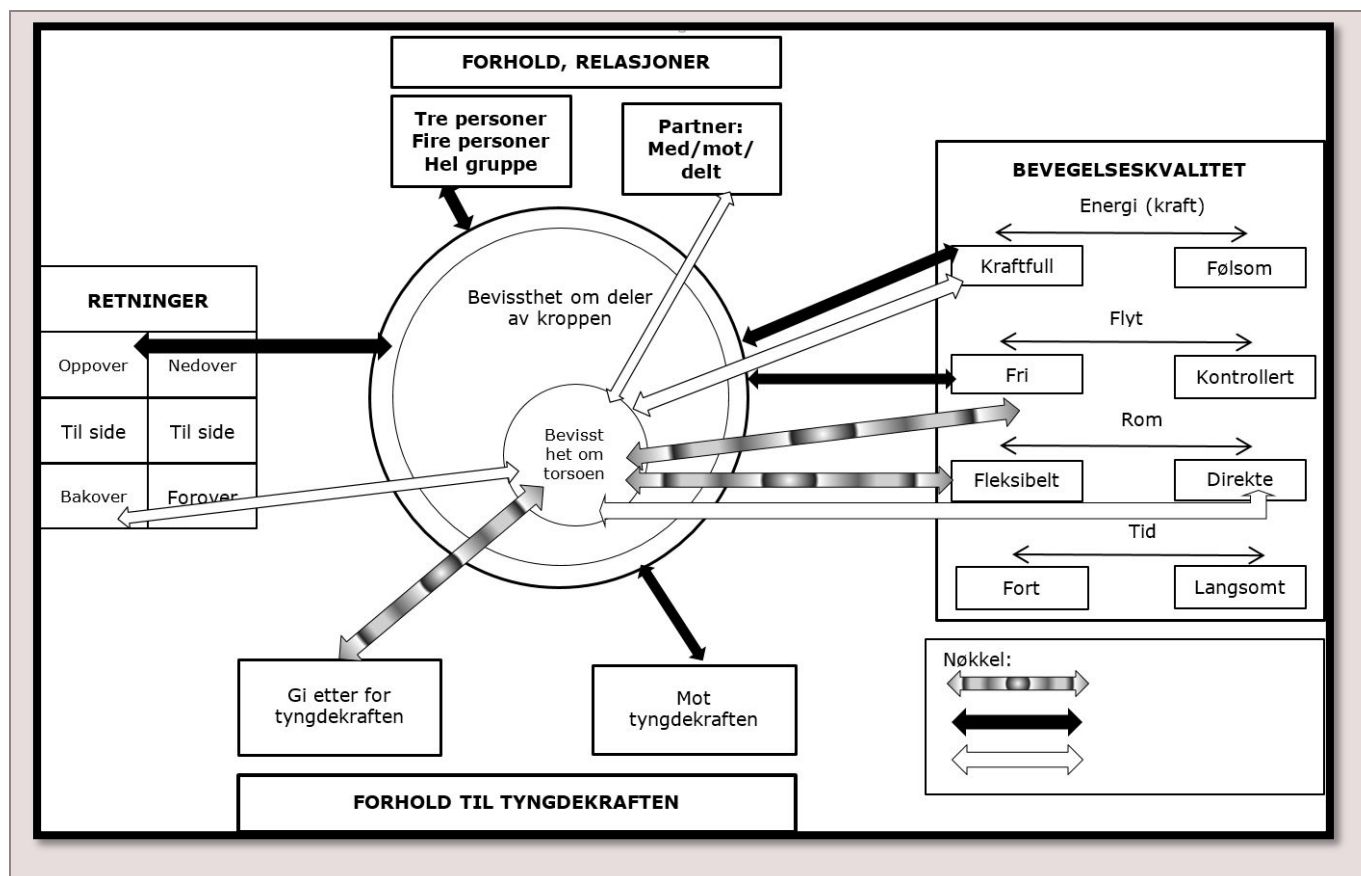 FORHOLD, RELASJONER
Tre personer
Fire personer
Hel gruppe
Partner:
Med/mot/
delt
BEVEGELSESKVALITET
Energi (kraft)
Kraftfull
Følsom
Flyt
Fri
Kontrollert
Rom
Fleksibelt
Direkte
Tid
Fort
Langsomt
RETNINGER
Oppover
Nedover
Til side
Til side
Bakover
Forover
Bevissthet om deler
av kroppen
Bevisst
het om
torsoen
Gi etter for
tyngdekraften
Mot
tyngdekraften
FORHOLD TIL TYNGDEKRAFTEN
Nøkkel: